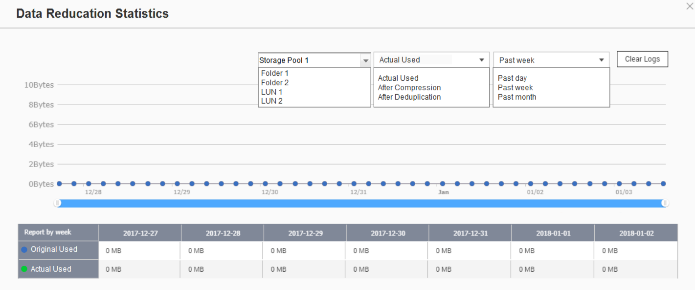 Data Reducation Statistics
Storage Pool 1
Actual Used
Past week
Clear Logs
Folder 1
Folder 2
LUN 1
LUN 2
Actual Used
After Compression
After Deduplication
Past day
Past week
Past month
10Bytes
8Bytes
6Bytes
4Bytes
2Bytes
0Bytes
12/28 12/29 12/30 12/31 Jan 01/02 01/03
Report by week 2017-12-27 2017-12-28 2017-12-29 2017-12-30 2017-12-31 2018-01-01 2018-01-02
Original Used 0 MB 0 MB 0 MB 0 MB 0 MB 0 MB 0 MB
Actual Used 0 MB 0 MB 0 MB 0 MB 0 MB 0 MB 0 MB